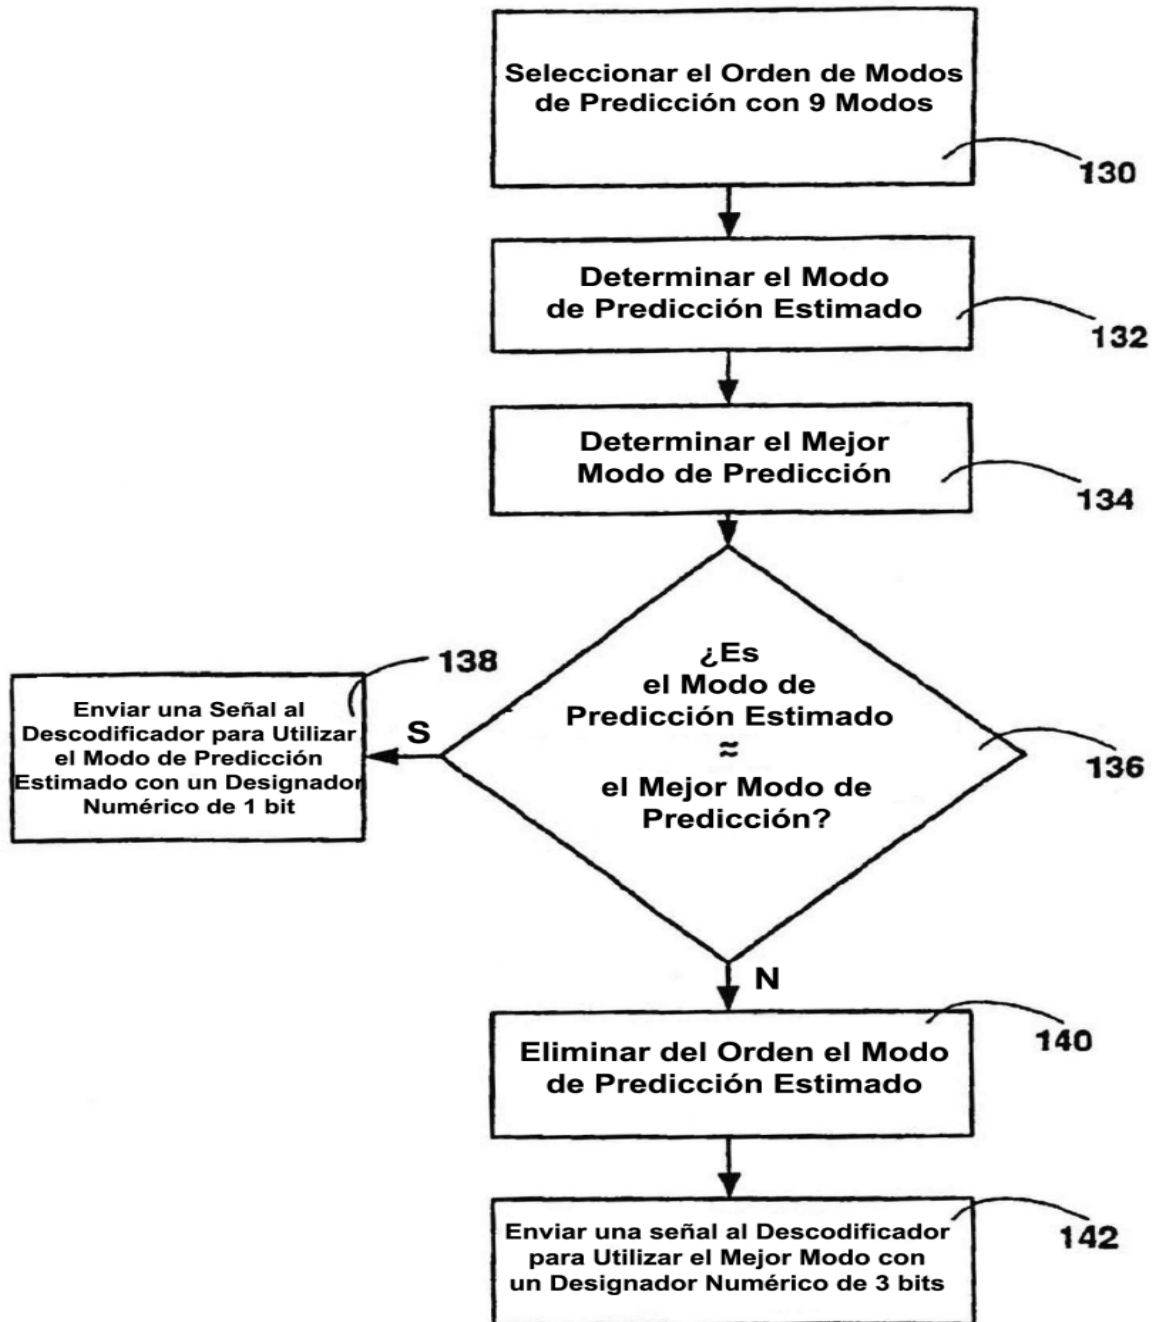 Seleccionar el Orden de Modos
de Predicción con 9 Modos
130
Determinar el Modo
de Predicción Estimado
132
Determinar el Mejor
Modo de Predicción
134
¿Es
el Modo de
Predicción Estimado
≈
el Mejor Modo de
Predicción?
136
S
138
Enviar una Señal al
Descodificador para Utilizar
el Modo de Predicción
Estimado con un Designador
Numérico de 1 bit
N
140
Eliminar del Orden el Modo
de Predicción Estimado
Enviar una señal al Descodificador
para Utilizar el Mejor Modo con
un Designador Numérico de 3 bits
142